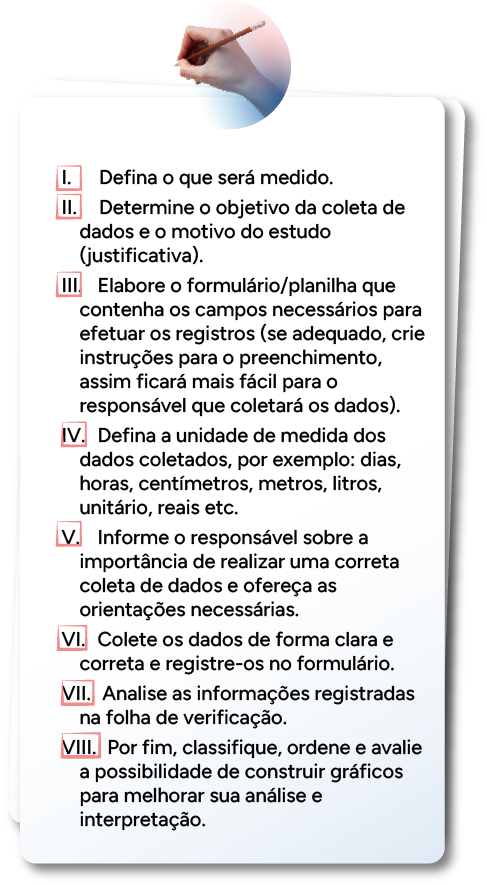 I. Defina o que será medido.
II. Determine o objetivo da coleta de
dados e o motivo do estudo
(justificativa).
III. Elabore o formulário/planilha que
contenha os campos necessários para
efetuar os registros (se adequado, crie
instruções para o preenchimento,
assim ficará mais fácil para o
responsável que coletará os dados).
IV. Defina a unidade de medida dos
dados coletados, por exemplo: dias,
horas, centímetros, metros, litros,
unitário, reais etc.
V. Informe o responsável sobre a
importância de realizar uma correta
coleta de dados e ofereça as
orientações necessárias.
VI. Colete os dados de forma clara e
correta e registre-os no formulário.
VII. Analise as informações registradas
na folha de verificação.
VIII. Por fim, classifique, ordene e avalie
a possibilidade de construir gráficos
para melhorar sua análise e
interpretação.